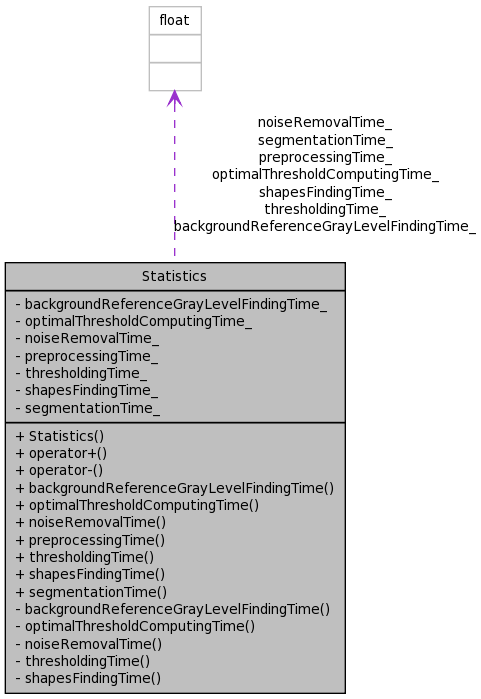 float
noiseRemovalTime_
segmentationTime_
preprocessingTime_
optimalThresholdComputingTime_
shapesFindingTime_
thresholdingTime_
backgroundReferenceGrayLevelFindingTime_
Statistics
- backgroundReferenceGrayLevelFindingTime_
- optimalThresholdComputingTime_
- noiseRemovalTime_
- preprocessingTime_
- thresholdingTime_
- shapesFindingTime_
- segmentationTime_
+ Statistics()
+ operator+()
+ operator-()
+ backgroundReferenceGrayLevelFindingTime()
+ optimalThresholdComputingTime()
+ noiseRemovalTime()
+ preprocessingTime()
+ thresholdingTime()
+ shapesFindingTime()
+ segmentationTime()
- backgroundReferenceGrayLevelFindingTime()
- optimalThresholdComputingTime()
- noiseRemovalTime()
- thresholdingTime()
- shapesFindingTime()